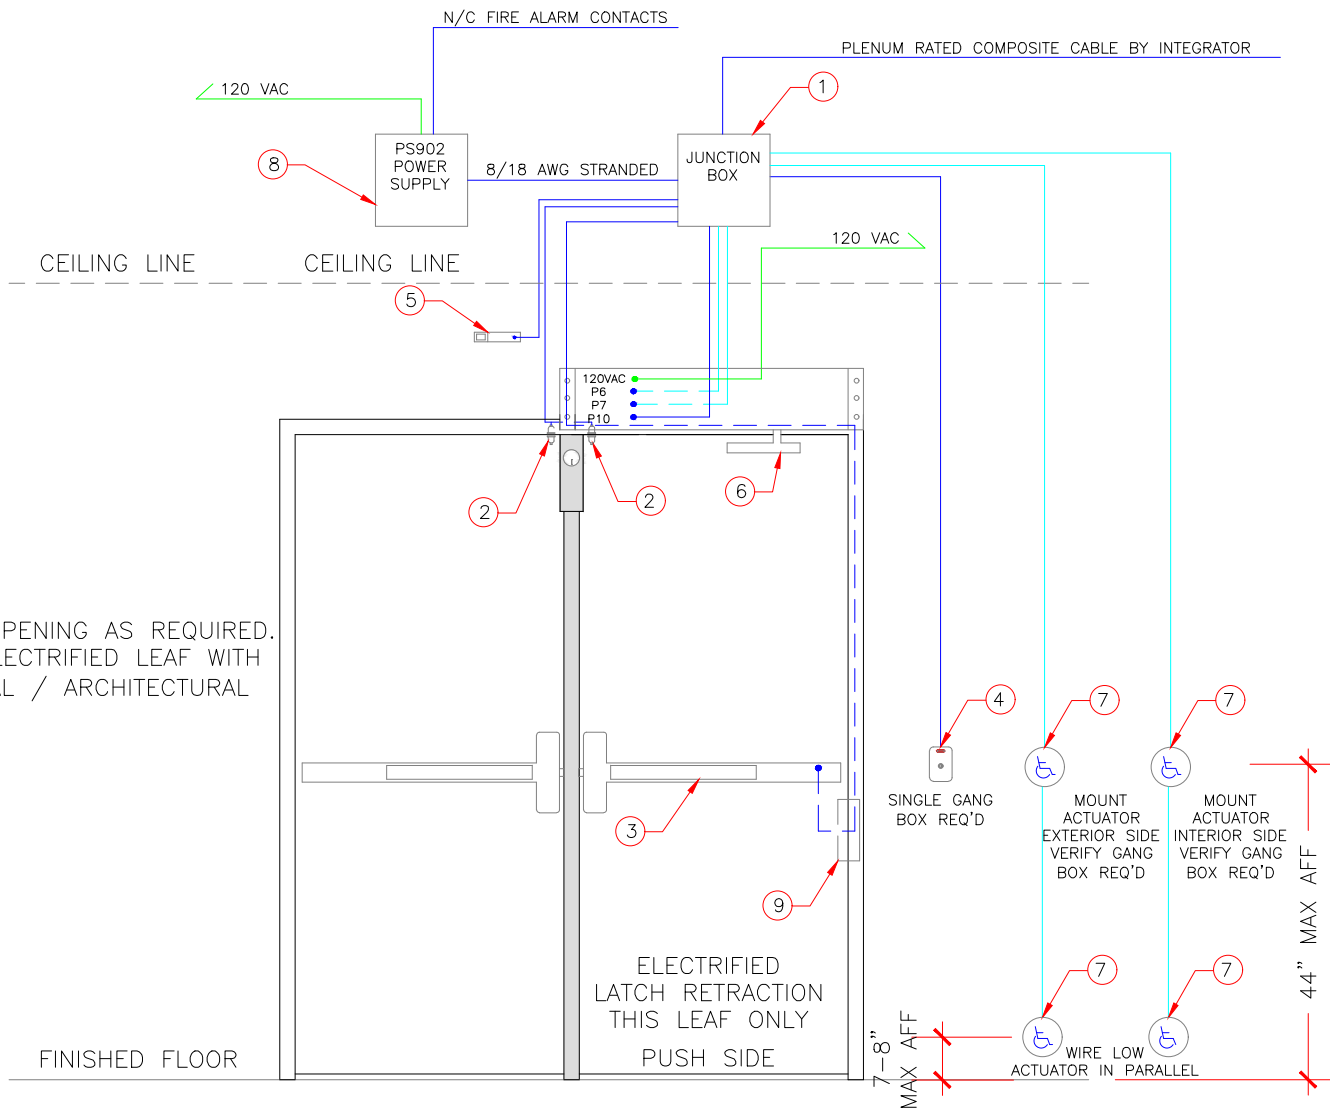 N/C FIRE ALARM CONTACTS
PLENUM RATED COMPOSITE CABLE BY INTEGRATOR
120 VAC
1
PS902
POWER
SUPPLY
8
8/18 AWG STRANDED
JUNCTION
BOX
120 VAC
CEILING LINE
CEILING LINE
5
120VAC
P6
P7
P10
2
2
6
PENING AS REQUIRED.
LECTRIFIED LEAF WITH
AL / ARCHITECTURAL
4
7
7
3
SINGLE GANG
BOX REQ'D
MOUNT
ACTUATOR
EXTERIOR SIDE
VERIFY GANG
BOX REQ'D
MOUNT
ACTUATOR
INTERIOR SIDE
VERIFY GANG
BOX REQ'D
44" MAX AFF
9
ELECTRIFIED
LATCH RETRACTION
THIS LEAF ONLY
PUSH SIDE
7
7
7-8"
MAX AFF
WIRE LOW
ACTUATOR IN PARALLEL
FINISHED FLOOR